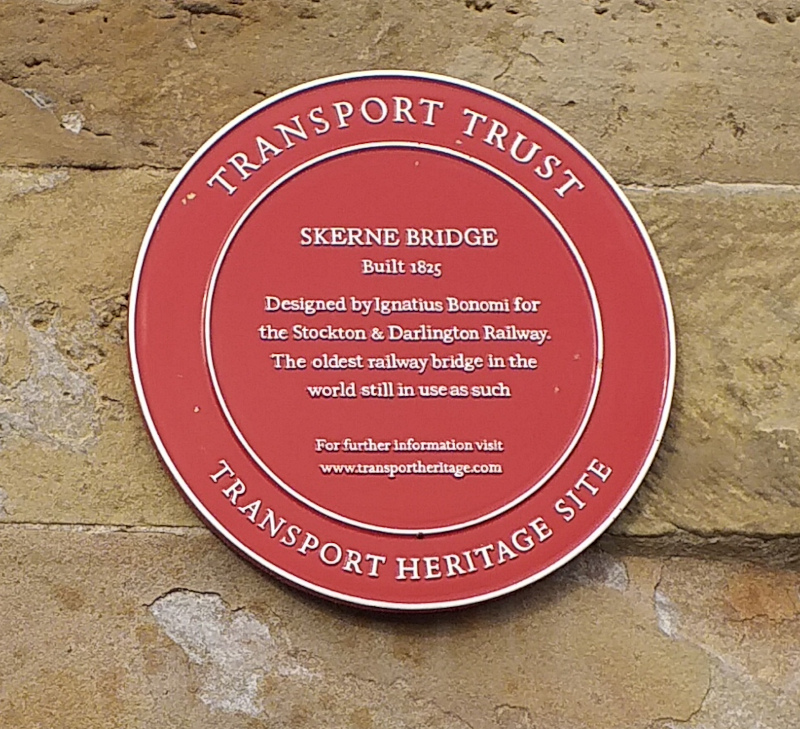 TRANSPORT TRUST
SKERNE BRIDGE
Built 1825
Designed by Ignatius Bonomi for
the Stockton & Darlington Railway.
The oldest railway bridge in the
world still in use as such
For further information visit
www.transportheritage.com
TRANSPORT HERITAGE SITE